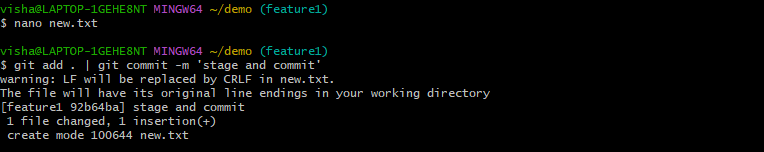 visha@LAPTOP-1GEHE8NT MINGW64 ~/demo (feature1)
$ nano new.txt
visha@LAPTOP-1GEHE8NT MINGW64 ~/demo (feature1)
$ git add . | git commit -m 'stage and commit'
warning: LF will be replaced by CRLF in new.txt.
The file will have its original line endings in your working directory
[feature1 92b64ba] stage and commit
 1 file changed, 1 insertion(+)
 create mode 100644 new.txt